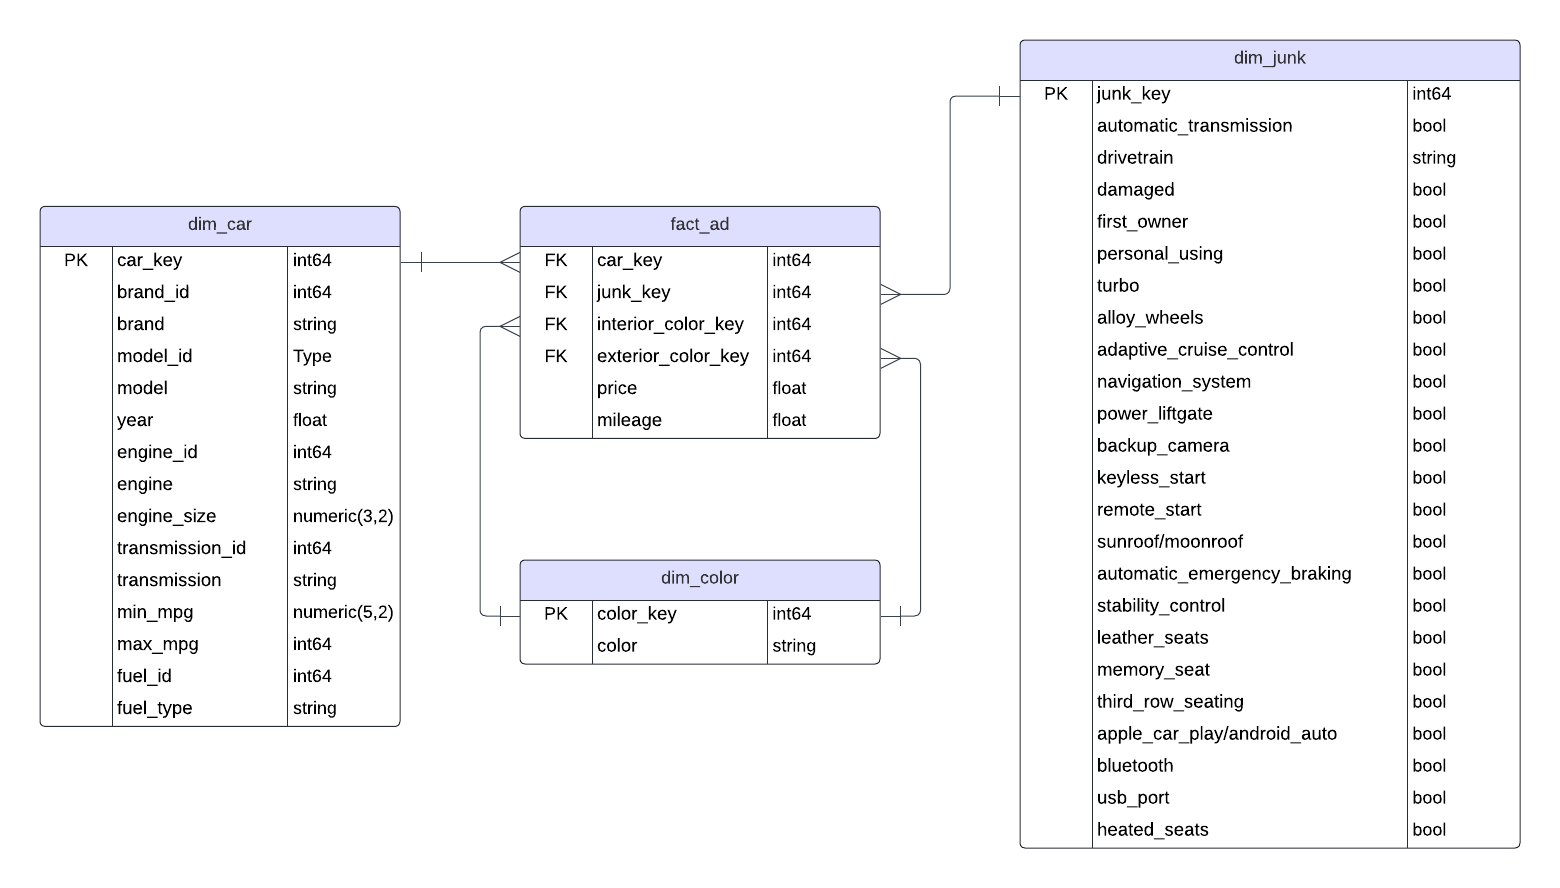 dim_car
PK car_key int64
brand_id int64
brand string
model_id Type
model string
year float
engine_id int64
engine string
engine_size numeric(3,2)
transmission_id int64
transmission string
min_mpg numeric(5,2)
max_mpg int64
fuel_id int64
fuel_type string
fact_ad
FK car_key int64
FK junk_key int64
FK interior_color_key int64
FK exterior_color_key int64
price float
mileage float
dim_color
PK color_key int64
color string
dim_junk
PK junk_key int64
automatic_transmission bool
drivetrain string
damaged bool
first_owner bool
personal_using bool
turbo bool
alloy_wheels bool
adaptive_cruise_control bool
navigation_system bool
power_liftgate bool
backup_camera bool
keyless_start bool
remote_start bool
sunroof/moonroof bool
automatic_emergency_braking bool
stability_control bool
leather_seats bool
memory_seat bool
third_row_seating bool
apple_car_play/android_auto bool
bluetooth bool
usb_port bool
heated_seats bool